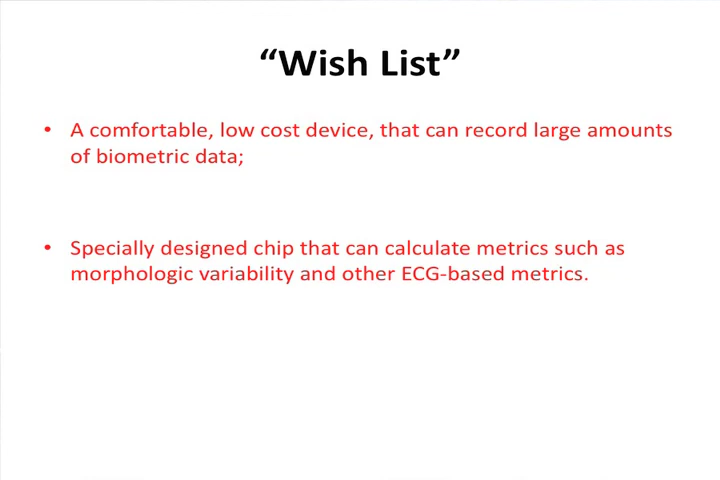 “Wish List”
• A comfortable, low cost device, that can record large amounts
of biometric data;
• Specially designed chip that can calculate metrics such as
morphologic variability and other ECG-based metrics.